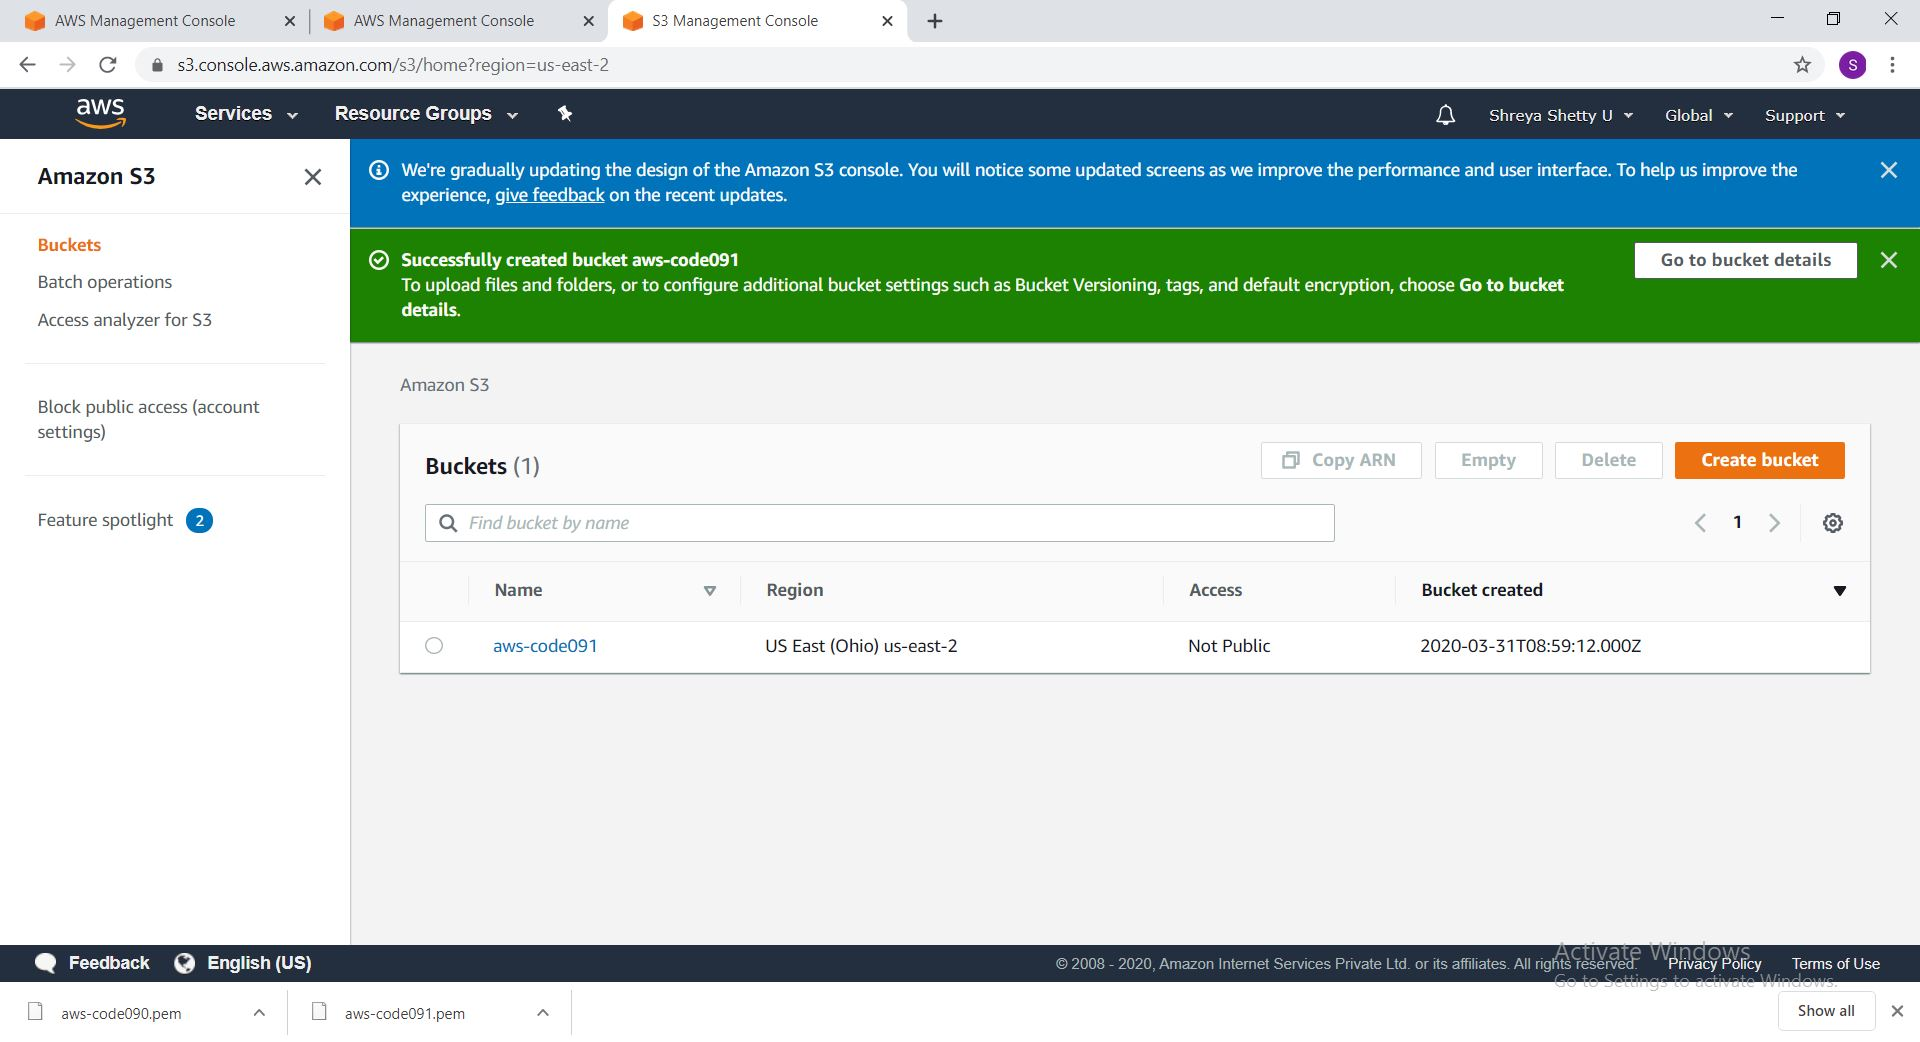 AWS Management Console
AWS Management Console
S3 Management Console
s3.console.aws.amazon.com/s3/home?region=us-east-2
S
aws
Services
Resource Groups
Shreya Shetty U
Global
Support
Amazon S3
We're gradually updating the design of the Amazon S3 console. You will notice some updated screens as we improve the performance and user interface. To help us improve the
experience, give feedback on the recent updates.
Buckets
Batch operations
Access analyzer for S3
Block public access (account
settings)
Feature spotlight 2
Successfully created bucket aws-code091
To upload files and folders, or to configure additional bucket settings such as Bucket Versioning, tags, and default encryption, choose Go to bucket
details.
Go to bucket details
Amazon S3
Buckets (1)
Copy ARN
Empty
Delete
Create bucket
Find bucket by name
1
Name
Region
Access
Bucket created
aws-code091
US East (Ohio) us-east-2
Not Public
2020-03-31T08:59:12.000Z
Feedback
English (US)
© 2008 - 2020, Amazon Internet Services Private Ltd. or its affiliates. All rights reserved.
Privacy Policy
Terms of Use
Activate Windows
Go to Settings to activate Windows.
aws-code090.pem
aws-code091.pem
Show all